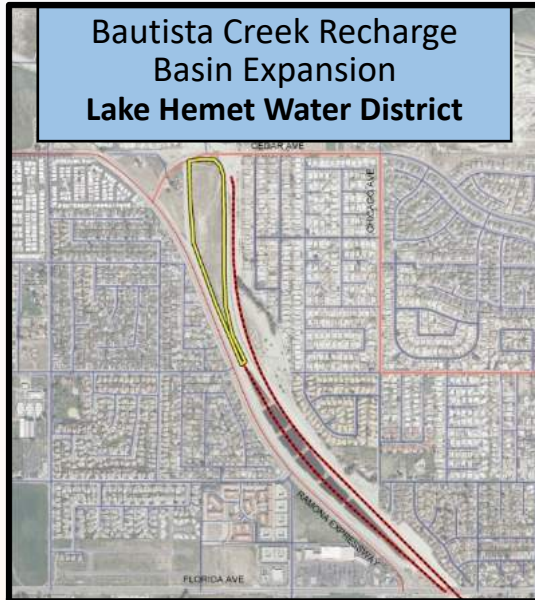 Bautista Creek Recharge
Basin Expansion
Lake Hemet Water District
CEDAR AVE
CHICAGO AVE
RAMONA EXPRESSWAY
FLORIDA AVE